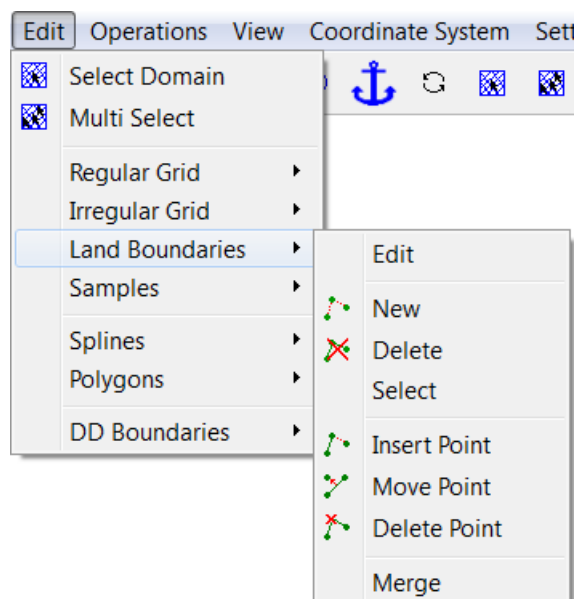 Edit Operations View Coordinate System Sett
Select Domain
Multi Select
Regular Grid
Irregular Grid
Land Boundaries
Samples
Splines
Polygons
DD Boundaries
Edit
New
Delete
Select
Insert Point
Move Point
Delete Point
Merge